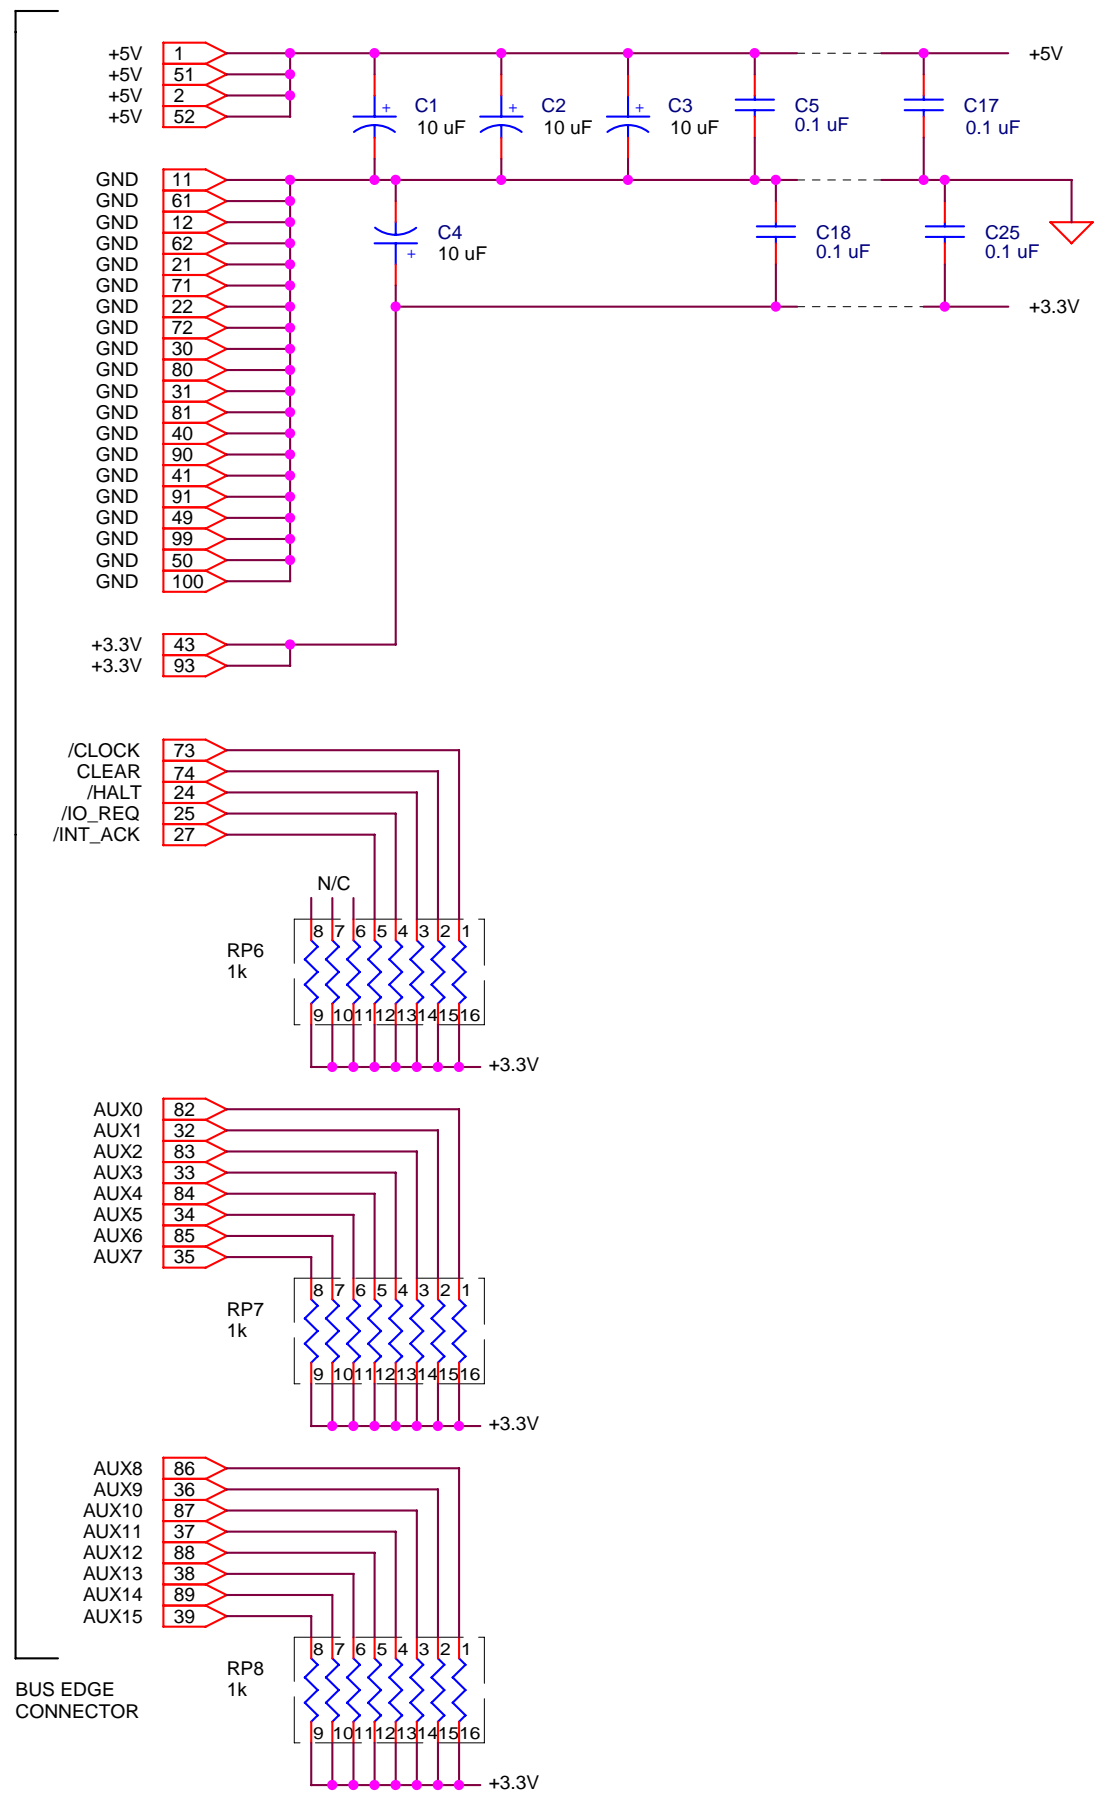 +5V 1
+5V 51
+5V 2
+5V 52
+ C1
10 uF
+ C2
10 uF
+ C3
10 uF
C5
0.1 uF
C17
0.1 uF
+5V
GND 11
GND 61
GND 12
GND 62
GND 21
GND 71
GND 22
GND 72
GND 30
GND 80
GND 31
GND 81
GND 40
GND 90
GND 41
GND 91
GND 49
GND 99
GND 50
GND 100
C4
+ 10 uF
C18
0.1 uF
C25
0.1 uF
+3.3V
+3.3V 43
+3.3V 93
/CLOCK 73
CLEAR 74
/HALT 24
/IO_REQ 25
/INT_ACK 27
N/C
RP6
1k
8 7 6 5 4 3 2 1
9 10 11 12 13 14 15 16
+3.3V
AUX0 82
AUX1 32
AUX2 83
AUX3 33
AUX4 84
AUX5 34
AUX6 85
AUX7 35
RP7
1k
8 7 6 5 4 3 2 1
9 10 11 12 13 14 15 16
+3.3V
AUX8 86
AUX9 36
AUX10 87
AUX11 37
AUX12 88
AUX13 38
AUX14 89
AUX15 39
RP8
1k
8 7 6 5 4 3 2 1
9 10 11 12 13 14 15 16
+3.3V
BUS EDGE
CONNECTOR